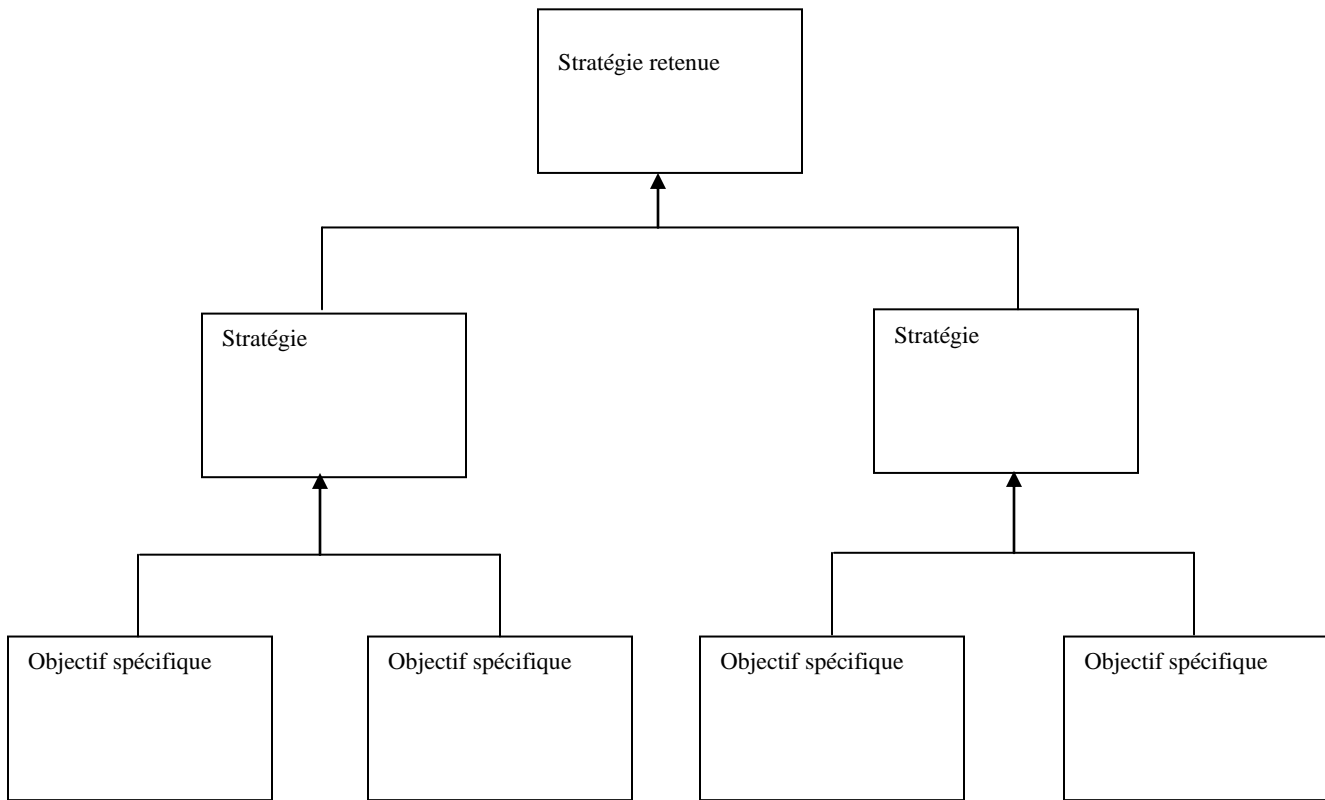 Stratégie retenue
Stratégie
Stratégie
Objectif spécifique
Objectif spécifique
Objectif spécifique
Objectif spécifique